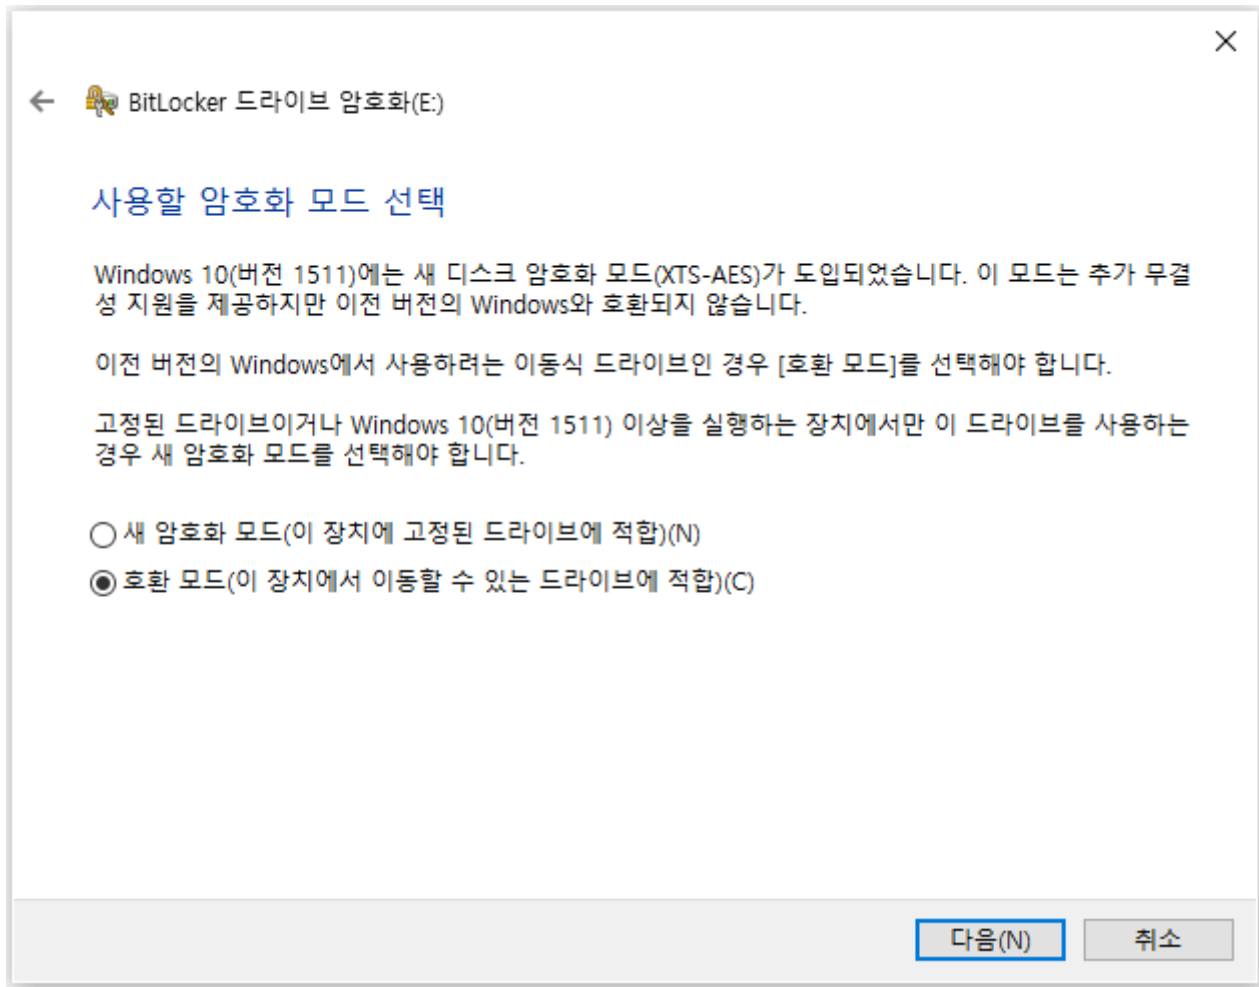 BitLocker 드라이브 암호화(E:)
사용할 암호화 모드 선택
Windows 10(버전 1511)에는 새 디스크 암호화 모드(XTS-AES)가 도입되었습니다. 이 모드는 추가 무결
성 지원을 제공하지만 이전 버전의 Windows와 호환되지 않습니다.
이전 버전의 Windows에서 사용하려는 이동식 드라이브인 경우 [호환 모드]를 선택해야 합니다.
고정된 드라이브이거나 Windows 10(버전 1511) 이상을 실행하는 장치에서만 이 드라이브를 사용하는
경우 새 암호화 모드를 선택해야 합니다.
새 암호화 모드(이 장치에 고정된 드라이브에 적합)(N)
호환 모드(이 장치에서 이동할 수 있는 드라이브에 적합)(C)
다음(N) 취소